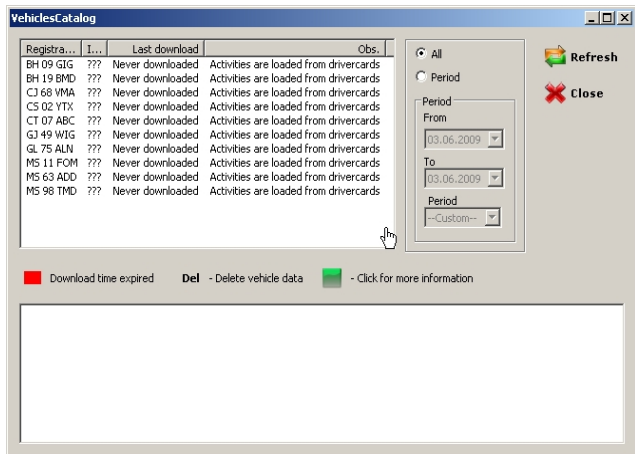 VehiclesCatalog
Registra... I... Last download Obs.
BH 09 GIG ??? Never downloaded Activities are loaded from drivercards
BH 19 BMD ??? Never downloaded Activities are loaded from drivercards
CJ 68 VMA ??? Never downloaded Activities are loaded from drivercards
CS 02 YTX ??? Never downloaded Activities are loaded from drivercards
CT 07 ABC ??? Never downloaded Activities are loaded from drivercards
GJ 49 WIG ??? Never downloaded Activities are loaded from drivercards
GL 75 ALN ??? Never downloaded Activities are loaded from drivercards
MS 11 FOM ??? Never downloaded Activities are loaded from drivercards
MS 63 ADD ??? Never downloaded Activities are loaded from drivercards
MS 98 TMD ??? Never downloaded Activities are loaded from drivercards
All
Period
Period
From
03.06.2009
To
03.06.2009
Period
--Custom--
Refresh
Close
Download time expired Del - Delete vehicle data - Click for more information